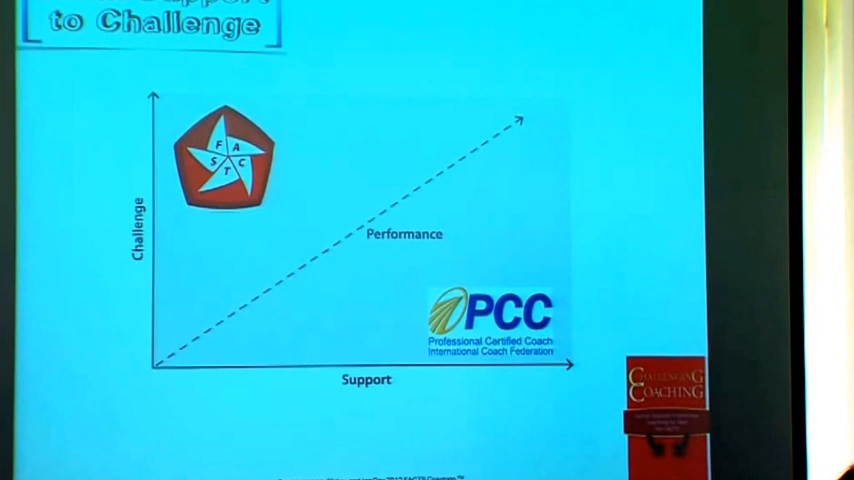 to Challenge
F A
S C
T
Challenge
Performance
PCC
Professional Certified Coach
International Coach Federation
Support
CHALLENGING
COACHING